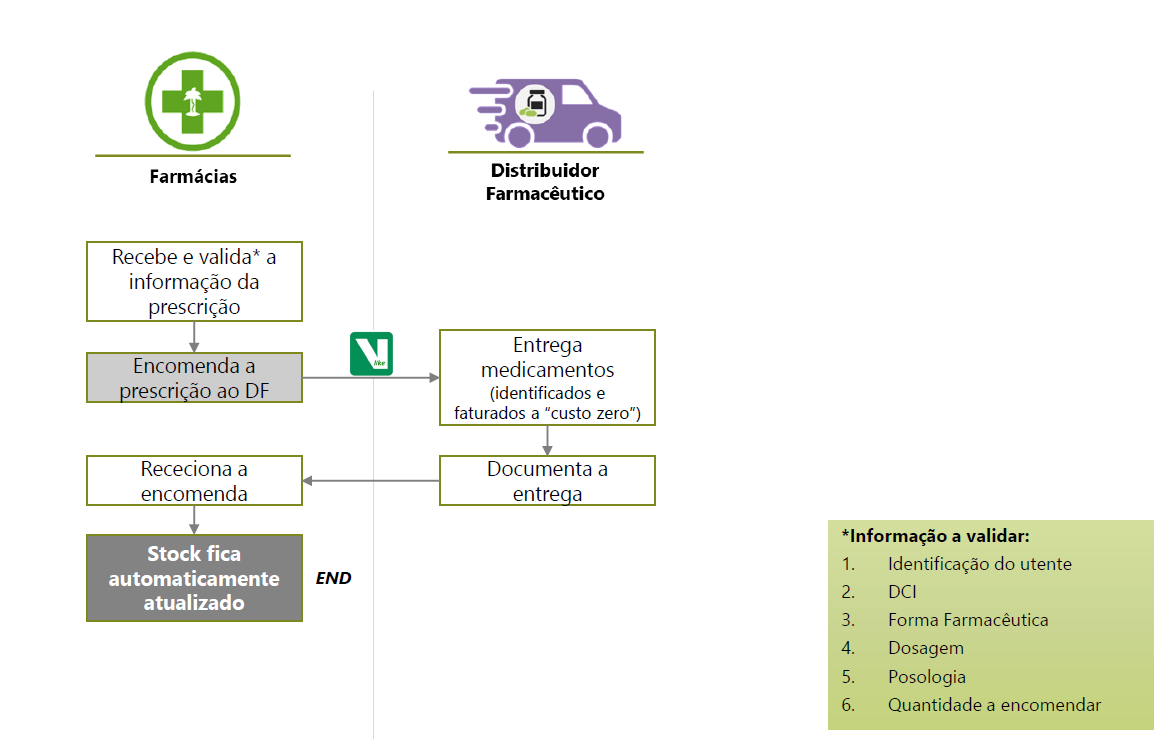 Farmácias
Distribuidor
Farmacêutico
Recebe e valida* a
informação da
prescrição
Encomenda a
prescrição ao DF
V
like
Entrega
medicamentos
(identificados e
faturados a “custo zero”)
Receciona a
encomenda
Documenta a
entrega
Stock fica
automaticamente
atualizado
END
*Informação a validar:
1. Identificação do utente
2. DCI
3. Forma Farmacêutica
4. Dosagem
5. Posologia
6. Quantidade a encomendar